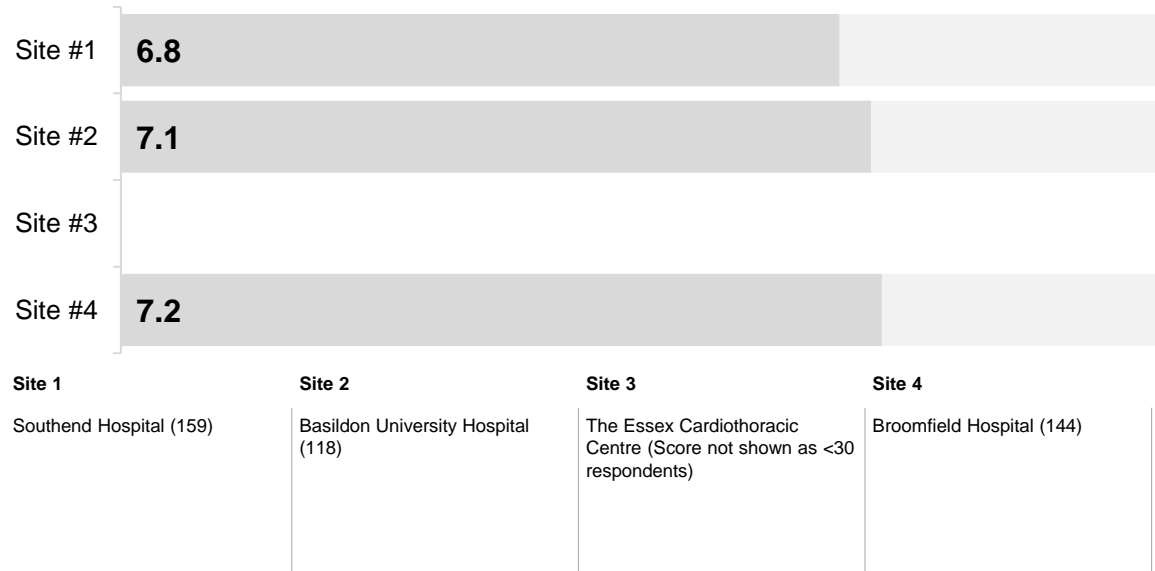 Site #1
6.8
Site #2
7.1
Site #3
Site #4
7.2
Site 1
Southend Hospital (159)
Site 2
Basildon University Hospital
(118)
Site 3
The Essex Cardiothoracic
Centre (Score not shown as <30
respondents)
Site 4
Broomfield Hospital (144)